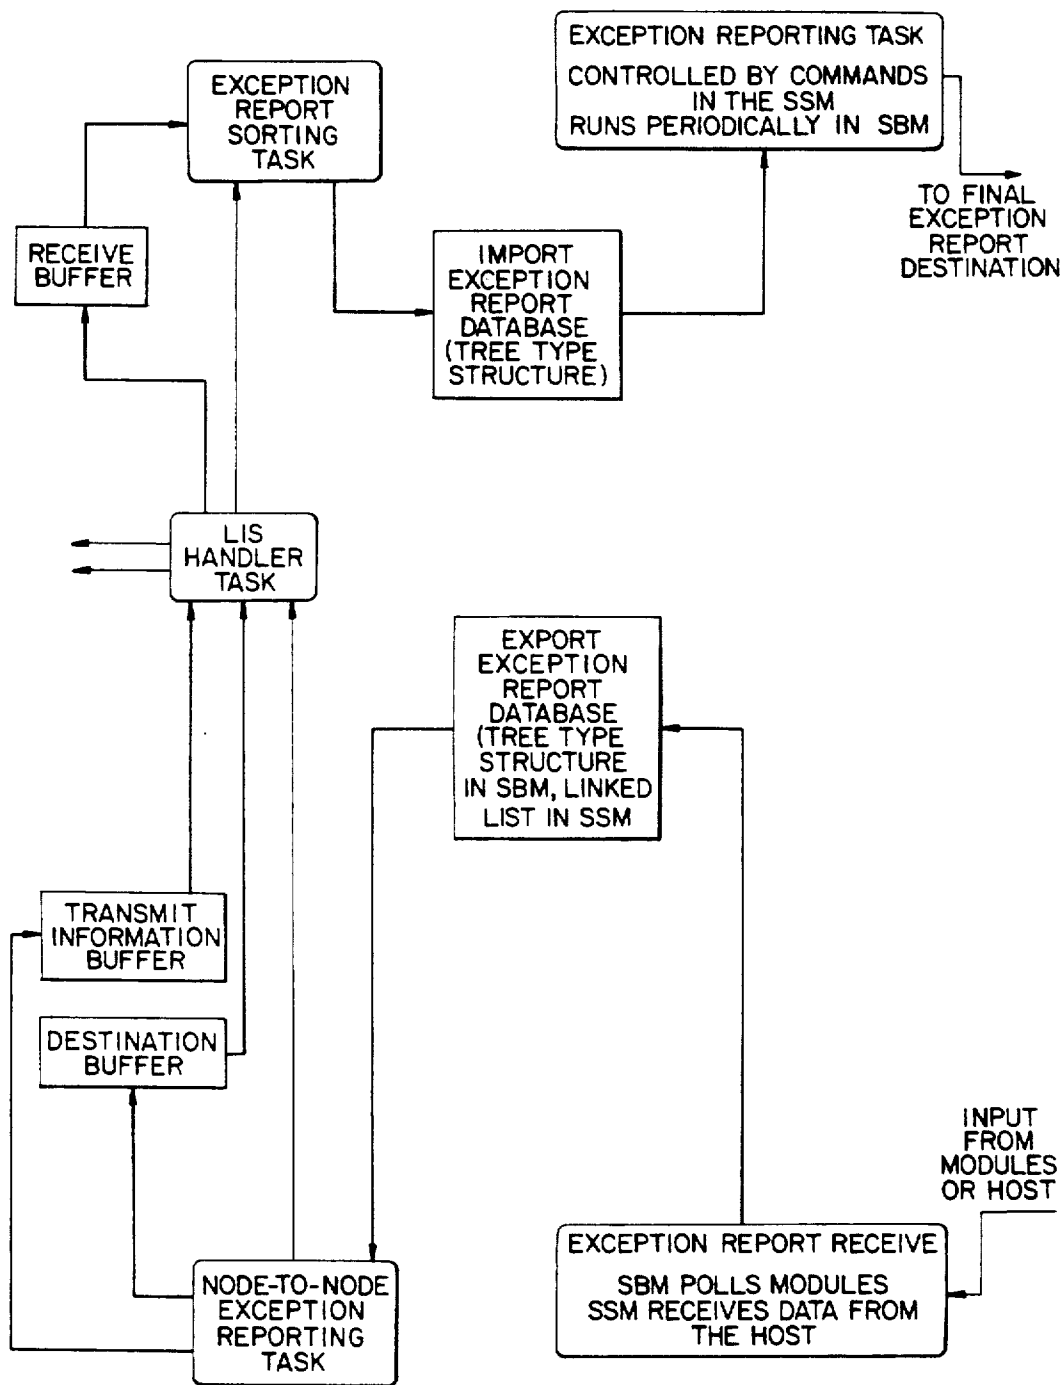 EXCEPTION REPORTING TASK
CONTROLLED BY COMMANDS
IN THE SSM
RUNS PERIODICALLY IN SBM
EXCEPTION
REPORT
SORTING
TASK
TO FINAL
EXCEPTION
REPORT
DESTINATION
RECEIVE
BUFFER
IMPORT
EXCEPTION
REPORT
DATABASE
(TREE TYPE
STRUCTURE)
LIS
HANDLER
TASK
EXPORT
EXCEPTION
REPORT
DATABASE
(TREE TYPE
STRUCTURE
IN SBM, LINKED
LIST IN SSM
TRANSMIT
INFORMATION
BUFFER
DESTINATION
BUFFER
INPUT
FROM
MODULES
OR HOST
EXCEPTION REPORT RECEIVE
SBM POLLS MODULES
SSM RECEIVES DATA FROM
THE HOST
NODE-TO-NODE
EXCEPTION
REPORTING
TASK